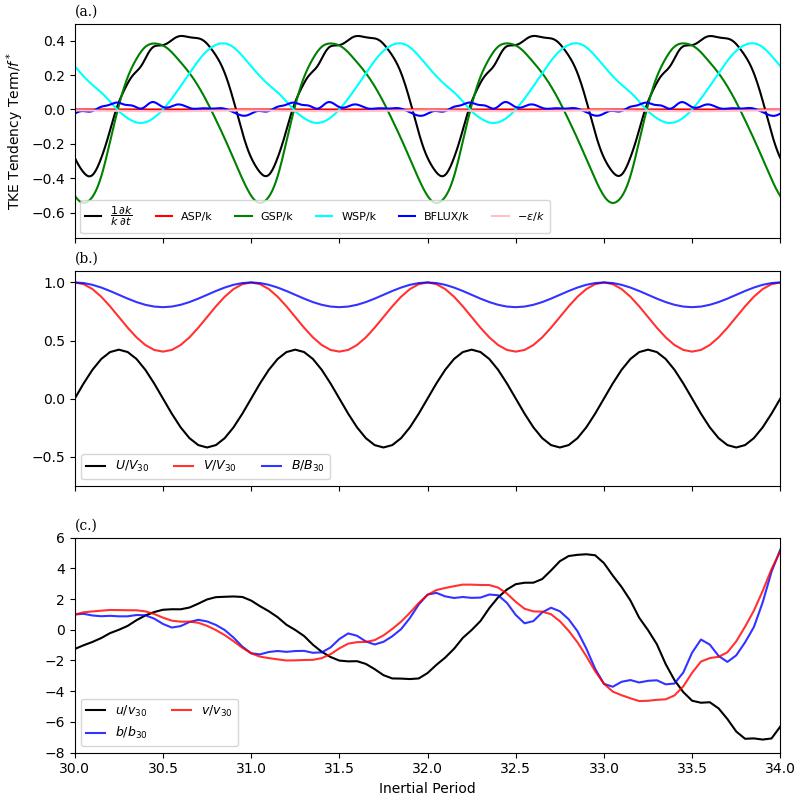 (a.)
TKE Tendency Term/f*
0.4
0.2
0.0
−0.2
−0.4
−0.6
1/k ∂k/∂t ASP/k GSP/k WSP/k BFLUX/k −ε/k
(b.)
1.0
0.5
0.0
−0.5
U/V₃₀ V/V₃₀ B/B₃₀
(c.)
6
4
2
0
−2
−4
−6
−8
u/v₃₀ v/v₃₀
b/b₃₀
30.0 30.5 31.0 31.5 32.0 32.5 33.0 33.5 34.0
Inertial Period